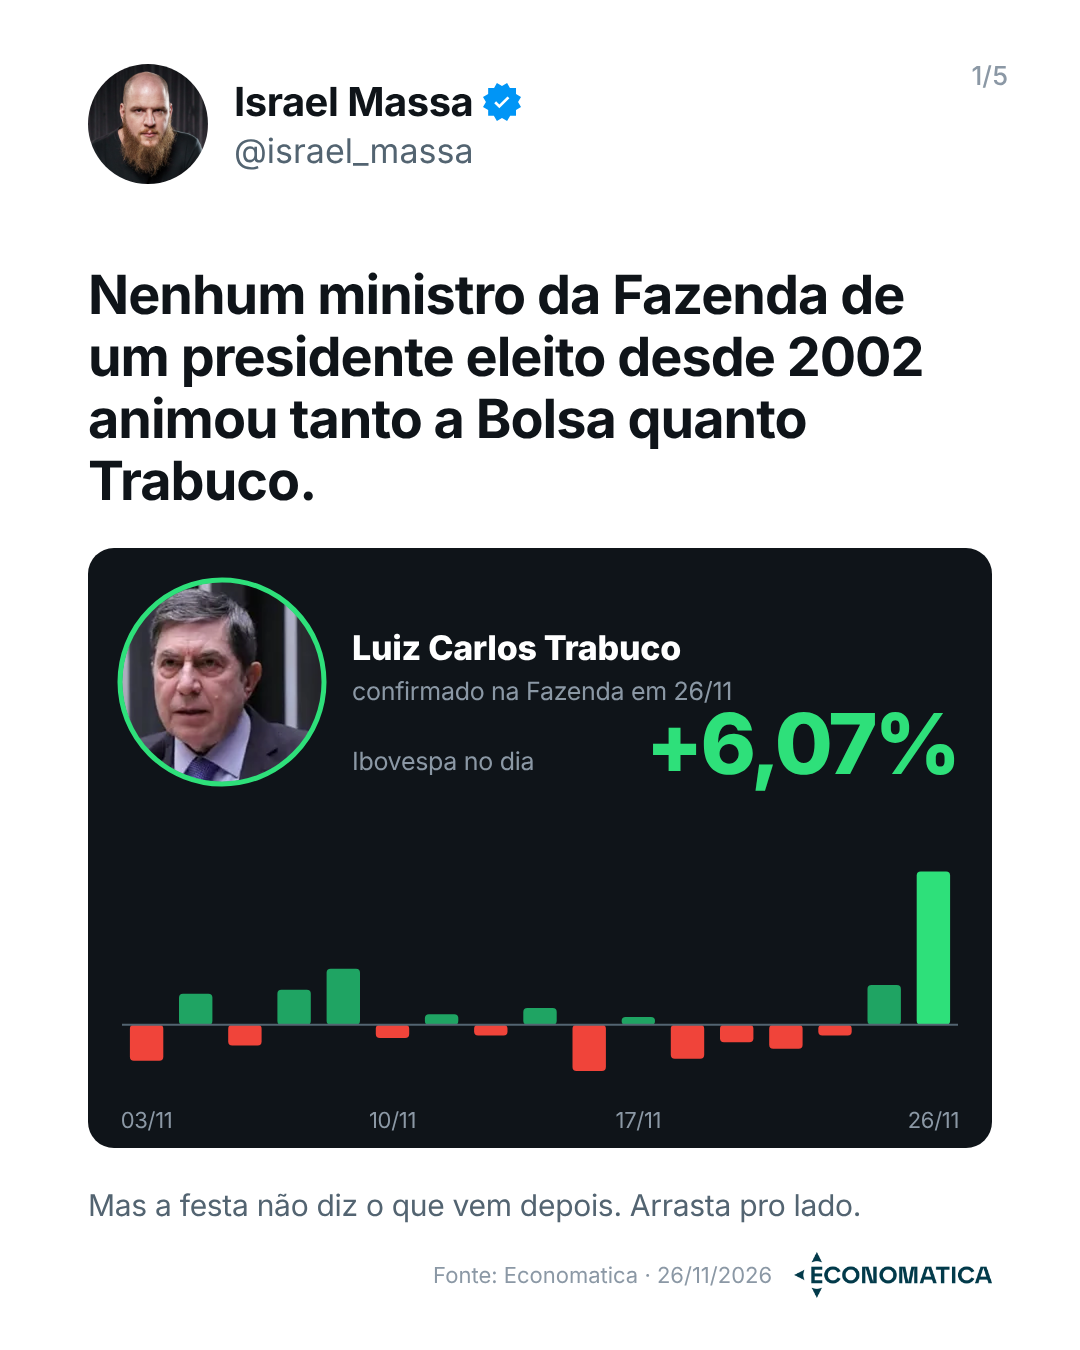 Israel Massa
@israel_massa
1/5
Nenhum ministro da Fazenda de
um presidente eleito desde 2002
animou tanto a Bolsa quanto
Trabuco.
Luiz Carlos Trabuco
confirmado na Fazenda em 26/11
Ibovespa no dia
+6,07%
03/11
10/11
17/11
26/11
Mas a festa não diz o que vem depois. Arrasta pro lado.
Fonte: Economatica · 26/11/2026
ECONOMATICA